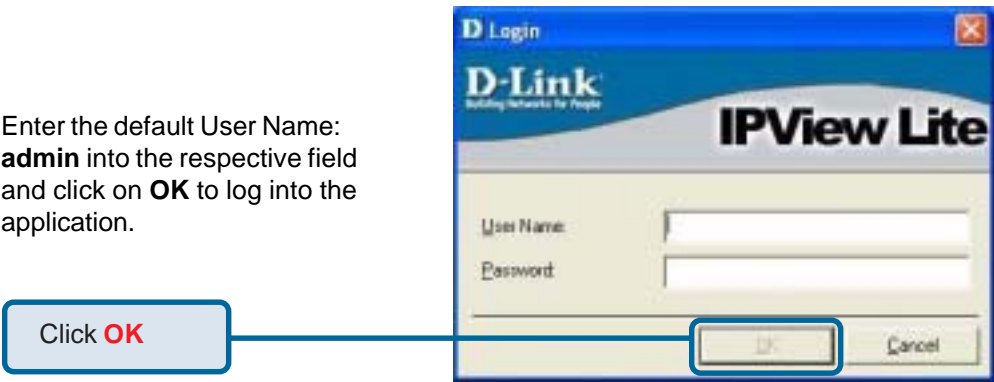 D Login
D-Link
Building Networks for People
IPView Lite
Enter the default User Name:
admin into the respective field
and click on OK to log into the
application.
User Name:
Password:
Click OK
OK
Cancel